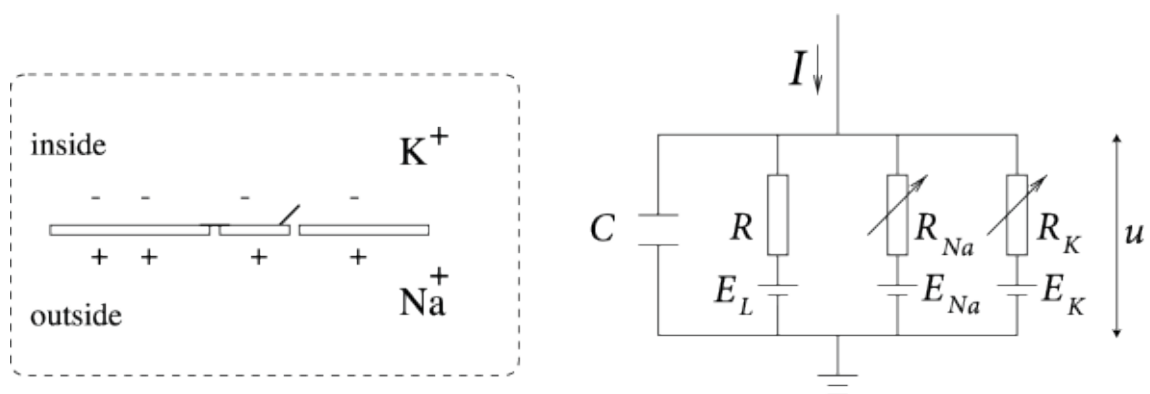 inside
K+
- - - -
+ + + +
Na+
outside
I
C
R
R_Na
R_K
u
E_L
E_Na
E_K